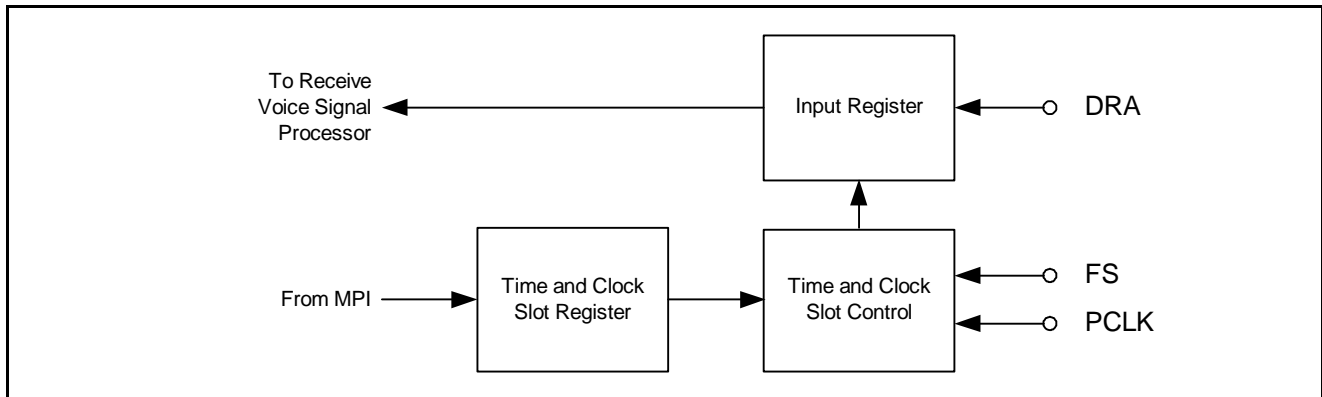 To Receive
Voice Signal
Processor
Input Register
DRA
From MPI
Time and Clock
Slot Register
Time and Clock
Slot Control
FS
PCLK